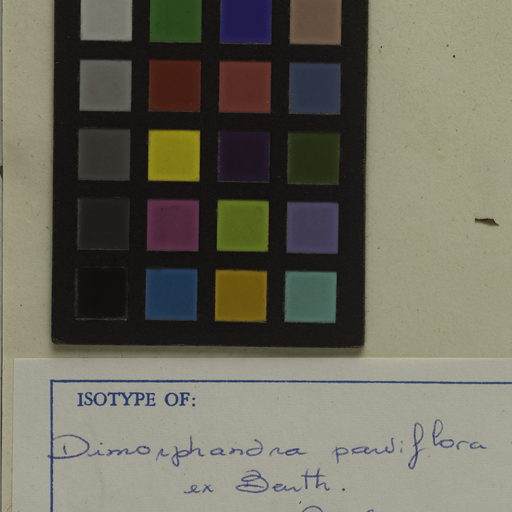 ISOTYPE OF:
Dimorphandra parviflora
ex Benth.